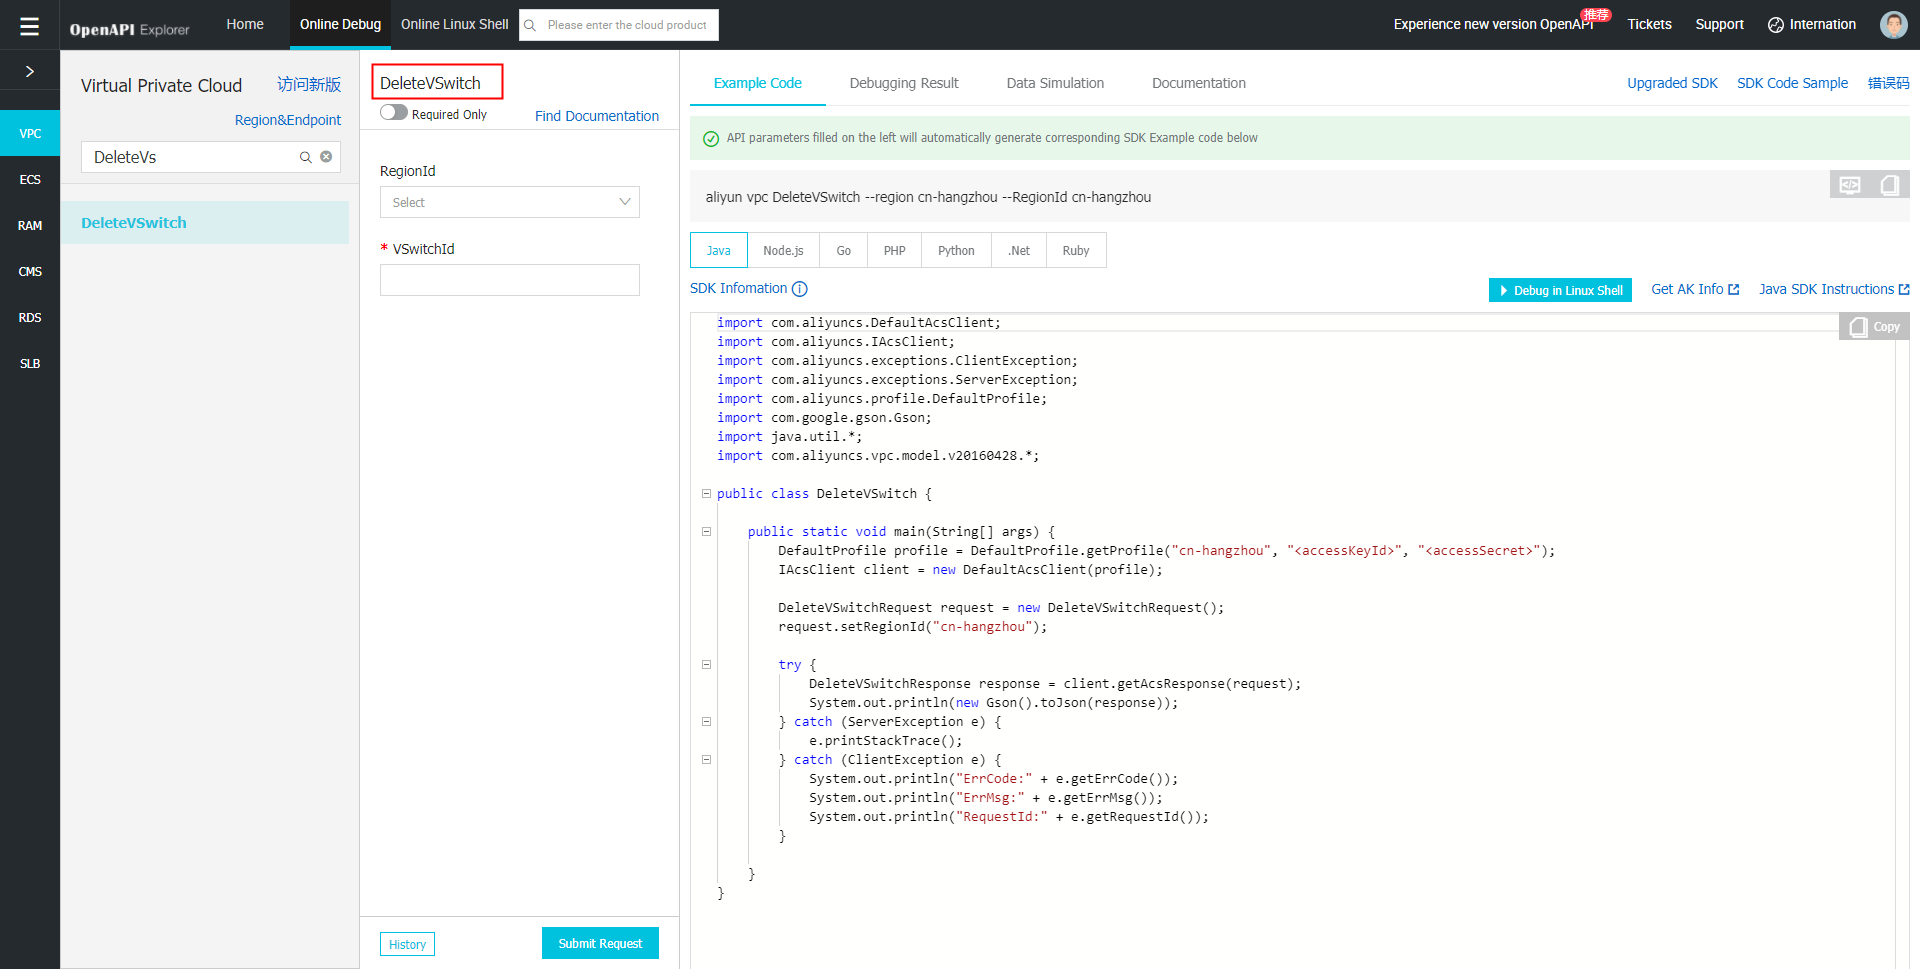 OpenAPI Explorer
Home
Online Debug
Online Linux Shell
Please enter the cloud product
Experience new version OpenAPI
推荐
Tickets
Support
Internation
VPC
ECS
RAM
CMS
RDS
SLB
Virtual Private Cloud
访问新版
Region&Endpoint
DeleteVs
DeleteVSwitch
DeleteVSwitch
Required Only
Find Documentation
RegionId
Select
* VSwitchId
History
Submit Request
Example Code
Debugging Result
Data Simulation
Documentation
Upgraded SDK
SDK Code Sample
错误码
API parameters filled on the left will automatically generate corresponding SDK Example code below
aliyun vpc DeleteVSwitch --region cn-hangzhou --RegionId cn-hangzhou
Java
Node.js
Go
PHP
Python
.Net
Ruby
SDK Infomation
Debug in Linux Shell
Get AK Info
Java SDK Instructions
Copy
import com.aliyuncs.DefaultAcsClient;
import com.aliyuncs.IAcsClient;
import com.aliyuncs.exceptions.ClientException;
import com.aliyuncs.exceptions.ServerException;
import com.aliyuncs.profile.DefaultProfile;
import com.google.gson.Gson;
import java.util.*;
import com.aliyuncs.vpc.model.v20160428.*;
public class DeleteVSwitch {
public static void main(String[] args) {
DefaultProfile profile = DefaultProfile.getProfile("cn-hangzhou", "<accessKeyId>", "<accessSecret>");
IAcsClient client = new DefaultAcsClient(profile);
DeleteVSwitchRequest request = new DeleteVSwitchRequest();
request.setRegionId("cn-hangzhou");
try {
DeleteVSwitchResponse response = client.getAcsResponse(request);
System.out.println(new Gson().toJson(response));
} catch (ServerException e) {
e.printStackTrace();
} catch (ClientException e) {
System.out.println("ErrCode:" + e.getErrCode());
System.out.println("ErrMsg:" + e.getErrMsg());
System.out.println("RequestId:" + e.getRequestId());
}
}
}